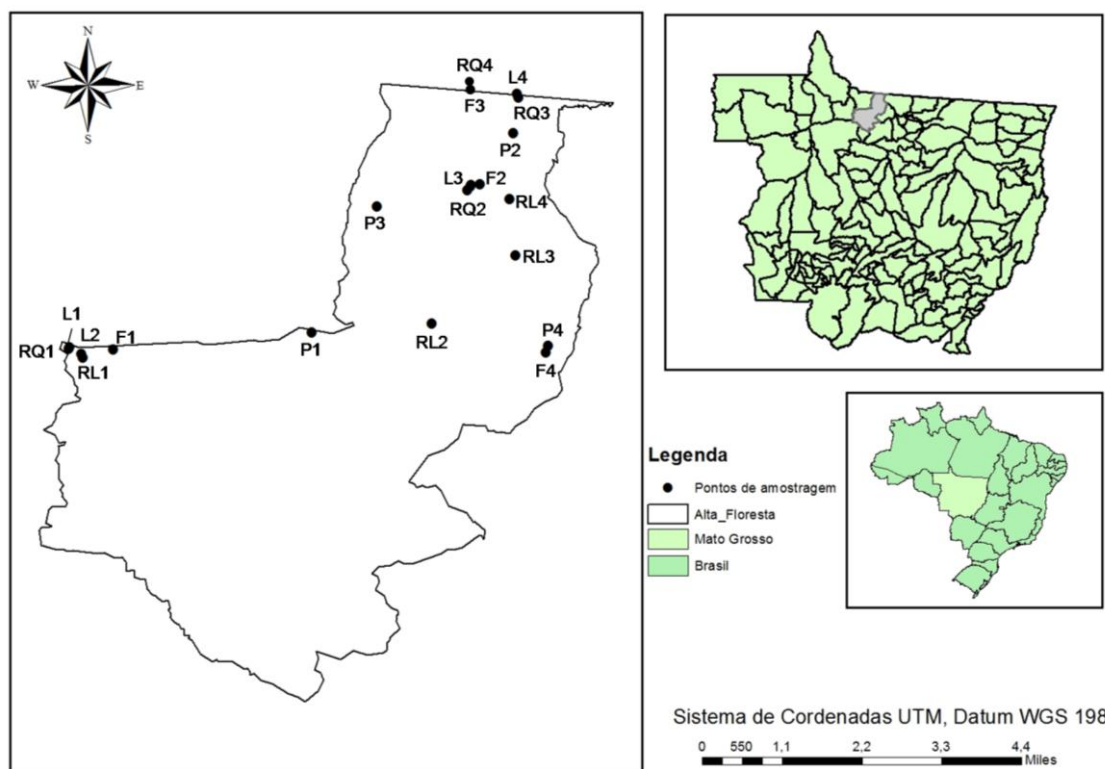 N
W
E
S
RQ4
L4
F3
RQ3
P2
L3
F2
RQ2
RL4
P3
RL3
L1
L2
F1
P1
RL2
P4
RQ1
RL1
F4
Legenda
Pontos de amostragem
Alta_Floresta
Mato Grosso
Brasil
Sistema de Cordenadas UTM, Datum WGS 198
0 550 1,1 2,2 3,3 4,4
Miles